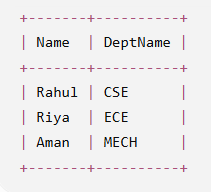 +-------+----------+
| Name  | DeptName |
+-------+----------+
| Rahul | CSE      |
| Riya  | ECE      |
| Aman  | MECH     |
+-------+----------+